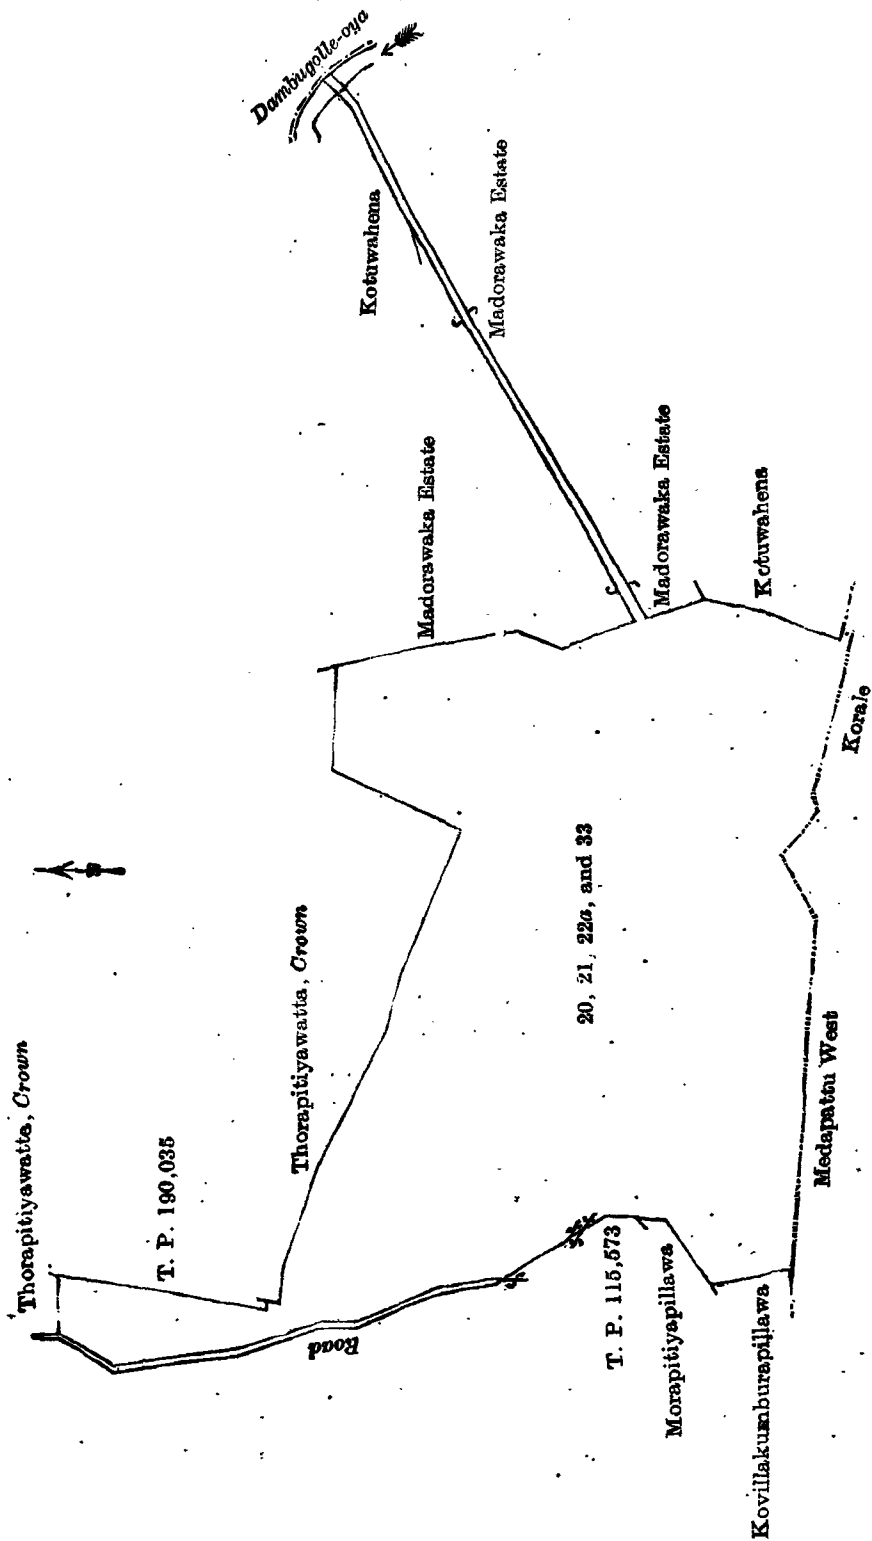 Thorapitiyawatta, Crown
T. P. 190,035
Thorapitiyawatta, Crown
Road
Madorawaka Estate
Kotuwahena
Dambugolle-oya
Madorawaka Estate
Madorawaka Estate
Kotuwahena
20, 21, 22a, and 33
T. P. 115,573
Morapitiyapillawa
Kovillakumburapillawa
Medapattu West
Korale